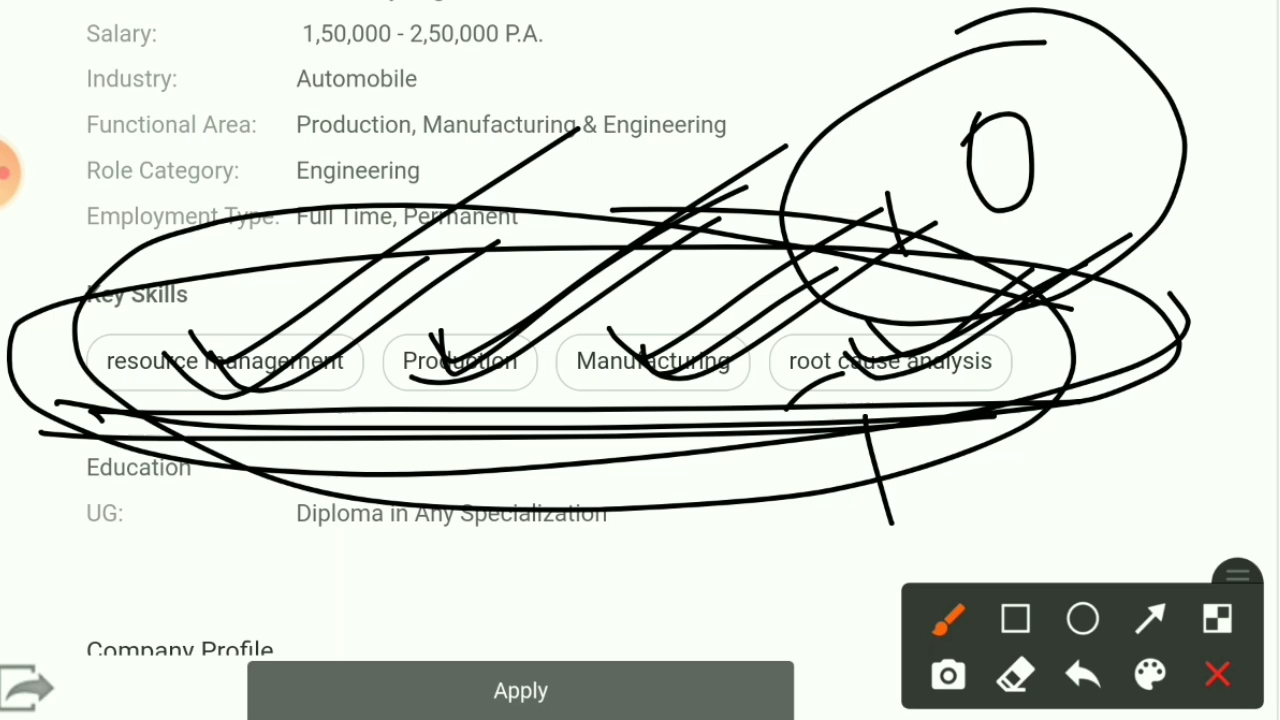 Salary: 1,50,000 - 2,50,000 P.A.
Industry: Automobile
Functional Area: Production, Manufacturing & Engineering
Role Category: Engineering
Employment Type: Full Time, Permanent
Key Skills
resource management Production Manufacturing root cause analysis
Education
UG: Diploma in Any Specialization
Company Profile
Apply